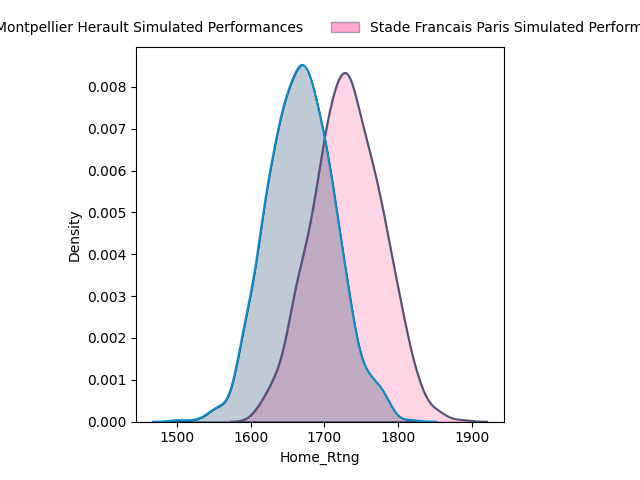 Montpellier Herault Simulated Performances Stade Francais Paris Simulated Perform
0.008
0.007
0.006
0.005
0.004
0.003
0.002
0.001
0.000
Density
1500 1600 1700 1800 1900
Home_Rtng